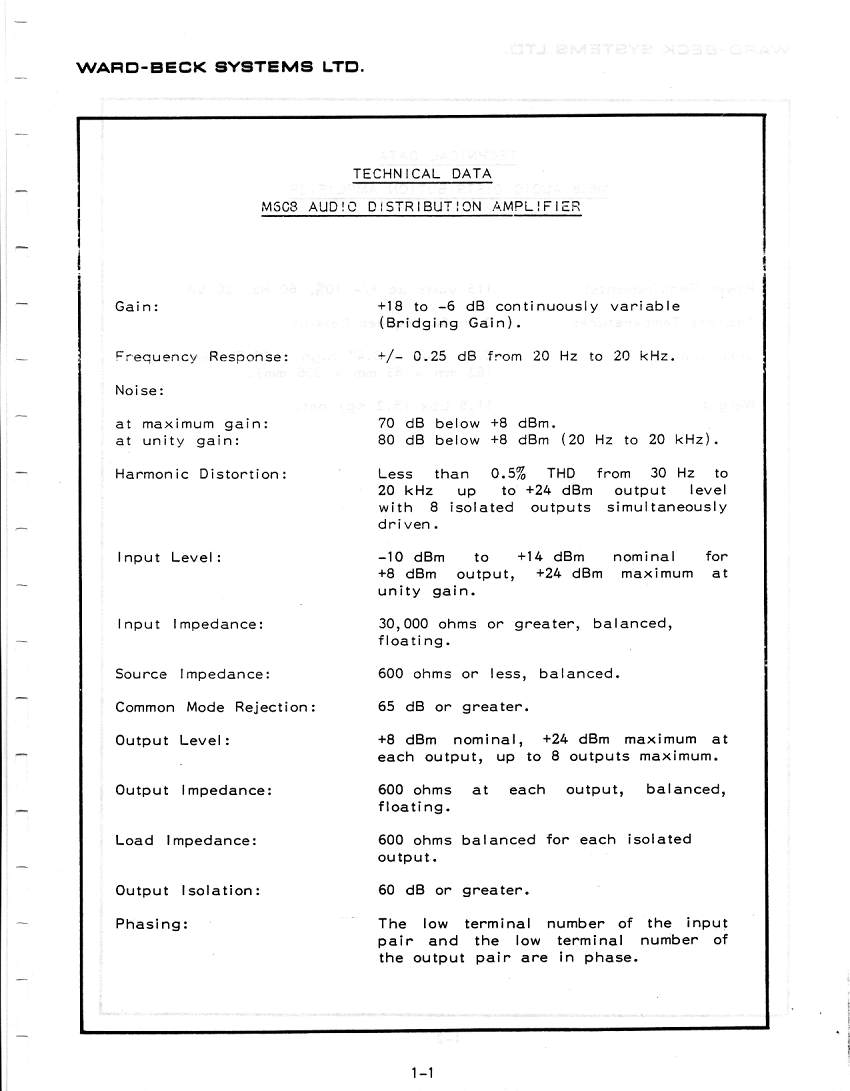 WARD-BECK SYSTEMS LTD.
TECHNICAL DATA
AUDIO DISTRIBUTION AMPLIFIER
Gain: +18 to -6 dB continuously variable
(Bridging Gain).
Frequency Response: +/- 0.25 dB from 20 Hz to 20 kHz.
Noise:
at maximum gain: 70 dB below +8 dBm.
at unity gain: 80 dB below +8 dBm (20 Hz to 20 kHz).
Harmonic Distortion: Less than 0.5% THD from 30 Hz to
20 kHz up to +24 dBm output level
with 8 isolated outputs simultaneously
driven.
Input Level: -10 dBm to +14 dBm nominal for
+8 dBm output, +24 dBm maximum at
unity gain.
Input Impedance: 30,000 ohms or greater, balanced,
floating.
Source Impedance: 600 ohms or less, balanced.
Common Mode Rejection: 65 dB or greater.
Output Level: +8 dBm nominal, +24 dBm maximum at
each output, up to 8 outputs maximum.
Output Impedance: 600 ohms at each output, balanced,
floating.
Load Impedance: 600 ohms balanced for each isolated
output.
Output Isolation: 60 dB or greater.
Phasing: The low terminal number of the input
pair and the low terminal number of
the output pair are in phase.
1-1